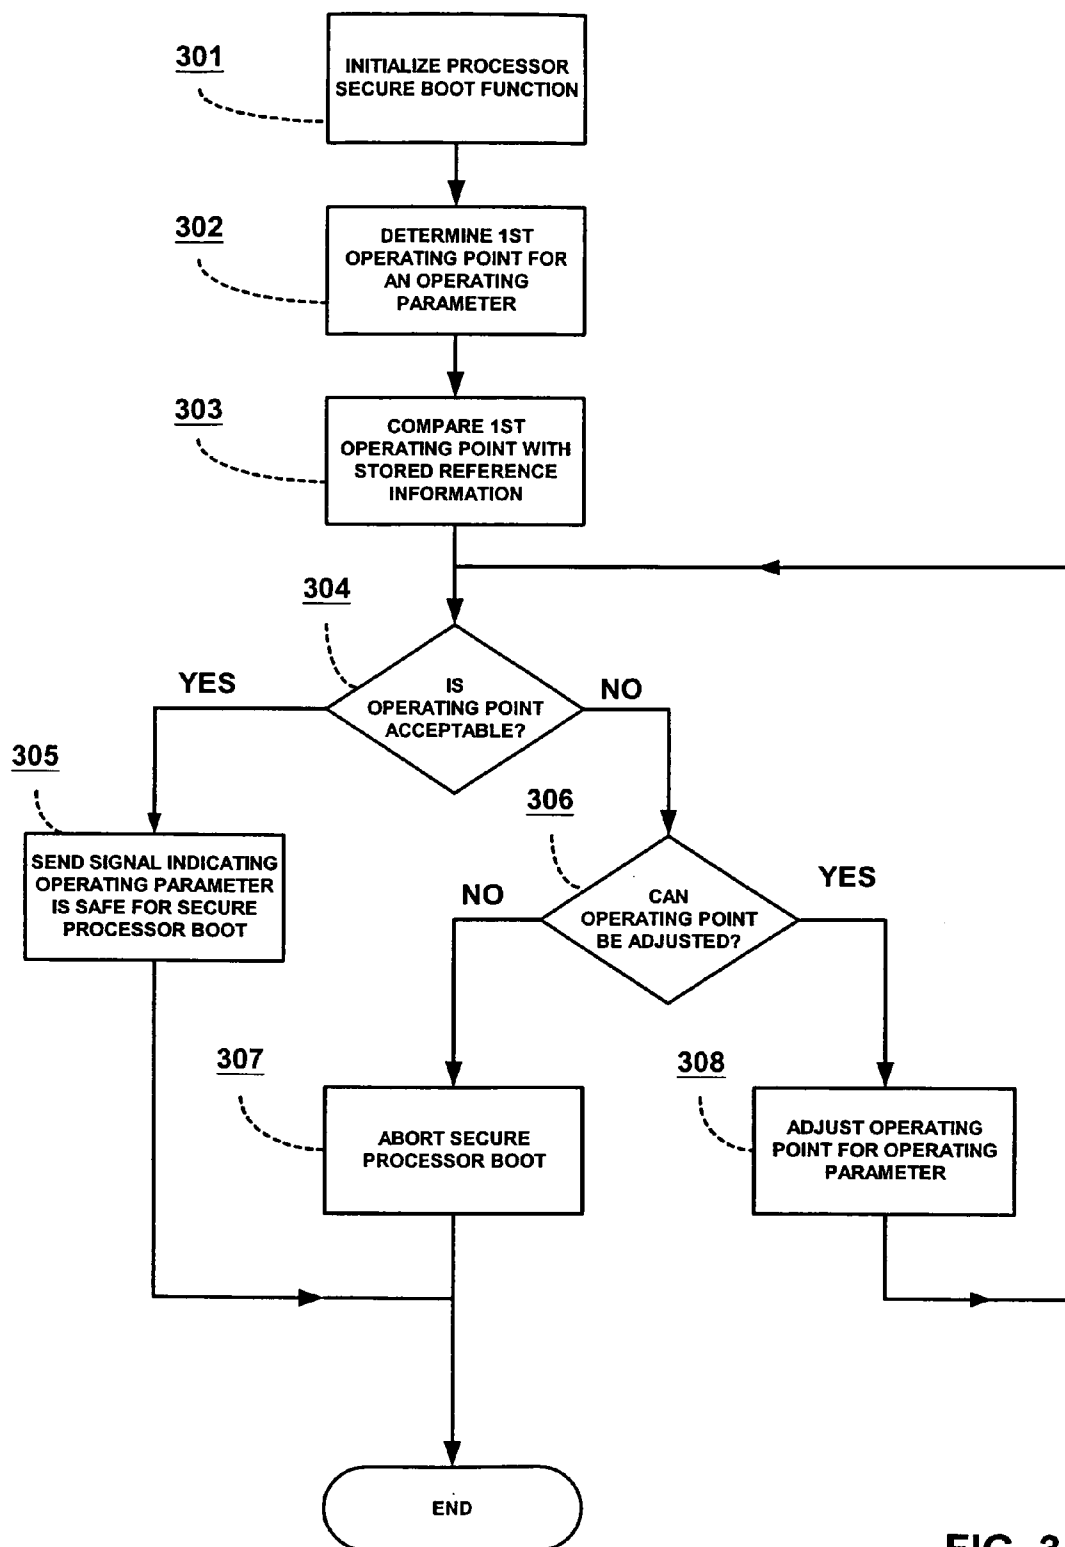 301
INITIALIZE PROCESSOR
SECURE BOOT FUNCTION
302
DETERMINE 1ST
OPERATING POINT FOR
AN OPERATING
PARAMETER
303
COMPARE 1ST
OPERATING POINT WITH
STORED REFERENCE
INFORMATION
304
IS
OPERATING POINT
ACCEPTABLE?
YES
NO
305
SEND SIGNAL INDICATING
OPERATING PARAMETER
IS SAFE FOR SECURE
PROCESSOR BOOT
306
CAN
OPERATING POINT
BE ADJUSTED?
NO
YES
307
ABORT SECURE
PROCESSOR BOOT
308
ADJUST OPERATING
POINT FOR OPERATING
PARAMETER
END
FIG. 3